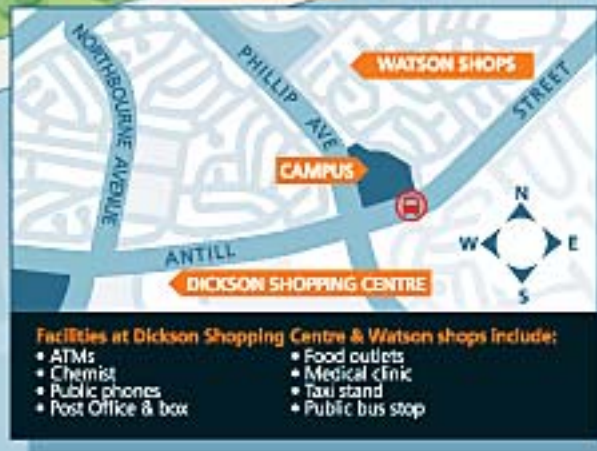 NORTHBOURNE AVENUE
PHILLIP AVE
WATSON SHOPS
STREET
CAMPUS
N
W
E
S
ANTILL
DICKSON SHOPPING CENTRE
Facilities at Dickson Shopping Centre & Watson shops include:
• ATMs
• Chemist
• Public phones
• Post Office & box
• Food outlets
• Medical clinic
• Taxi stand
• Public bus stop